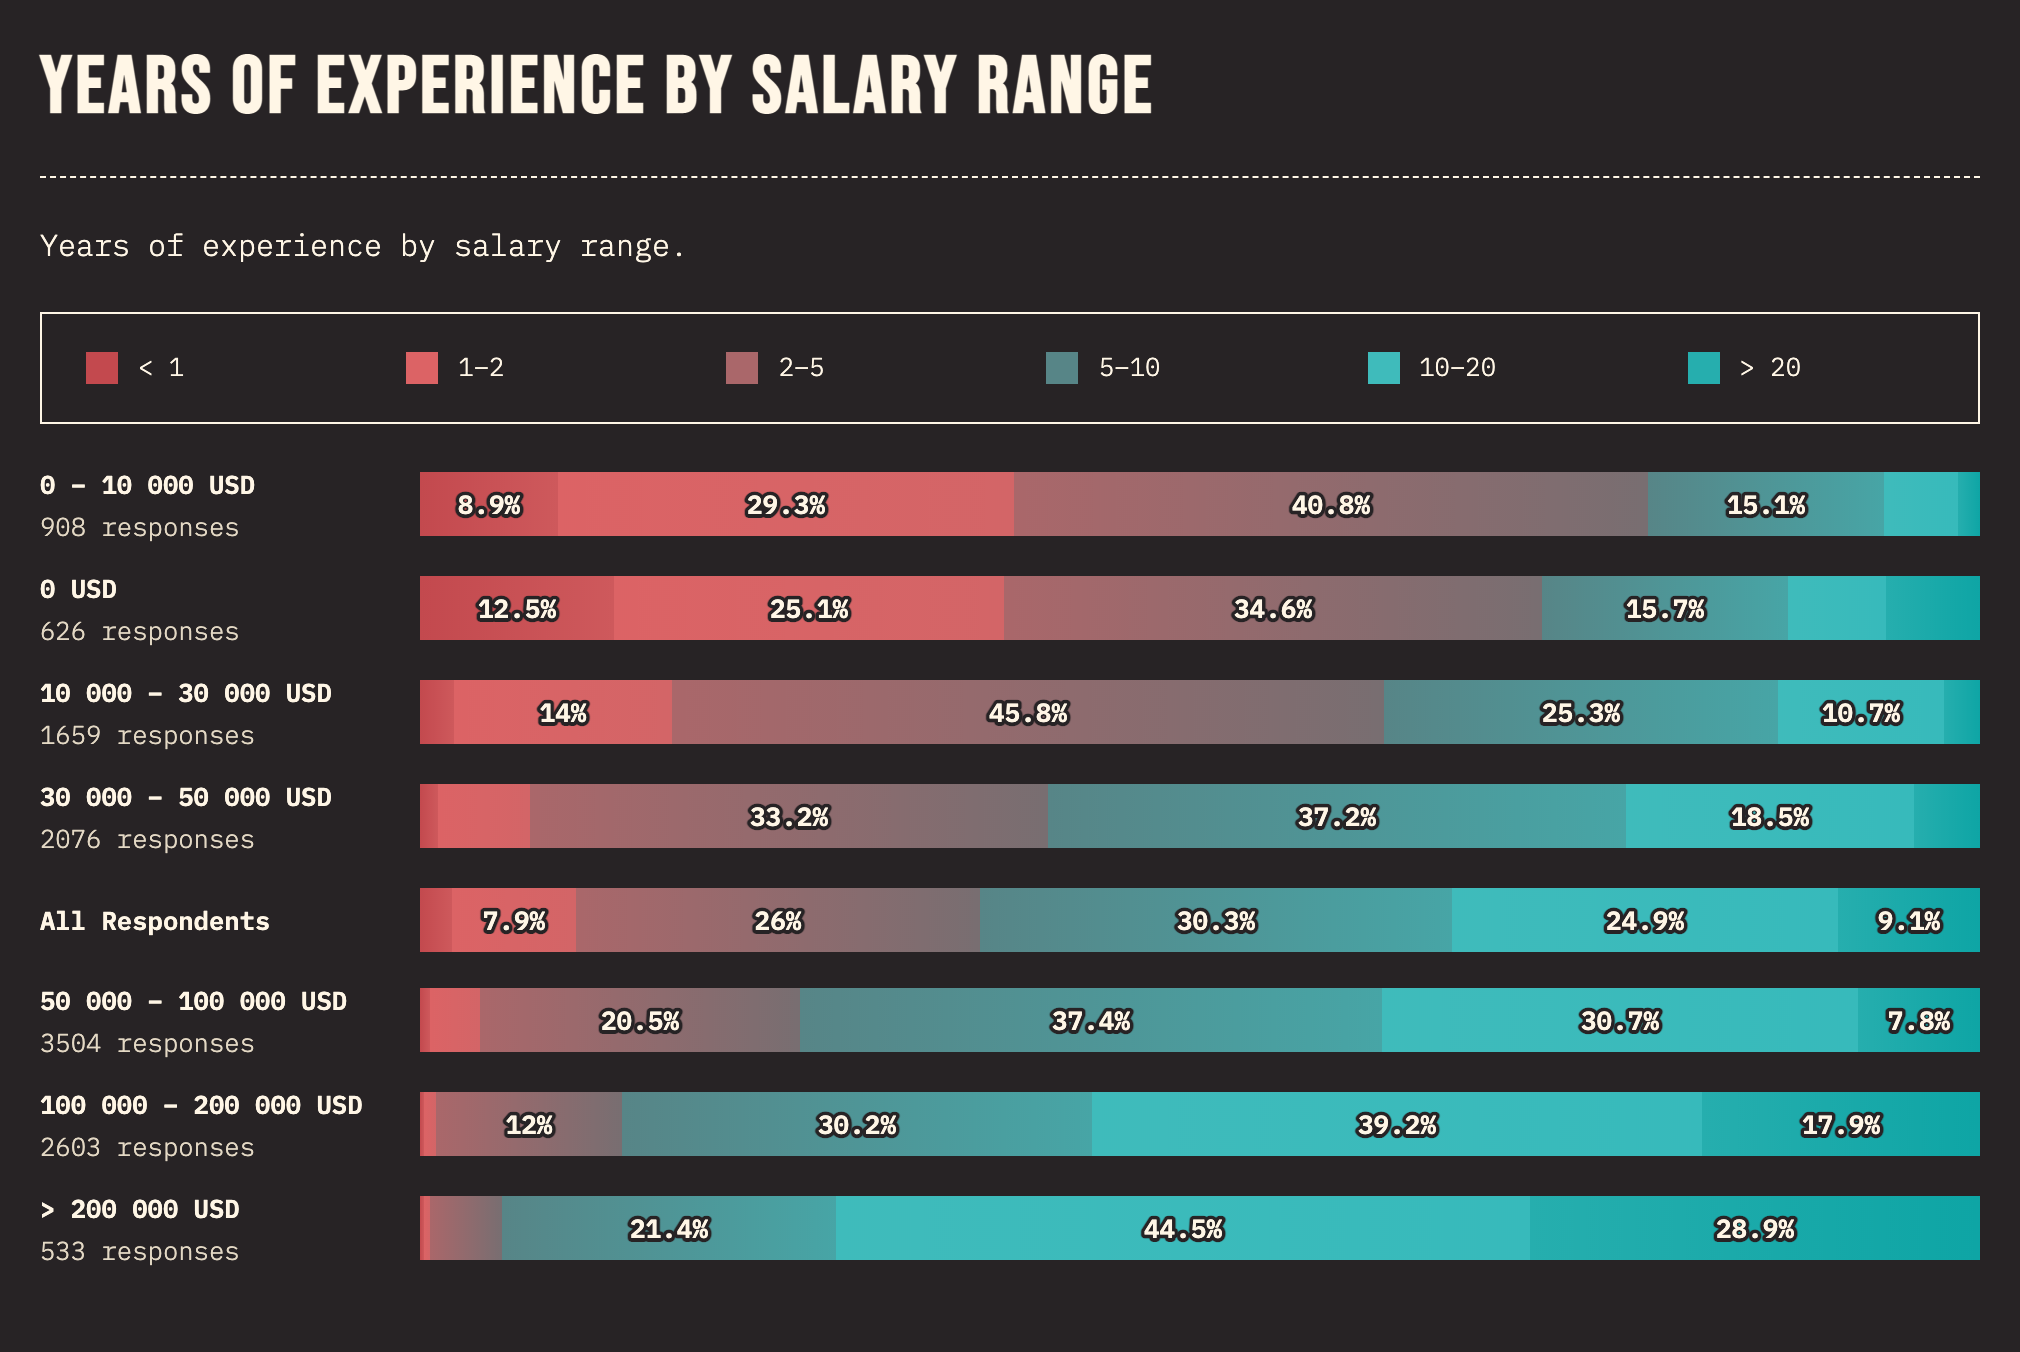 YEARS OF EXPERIENCE BY SALARY RANGE
Years of experience by salary range.
< 1 1–2 2–5 5–10 10–20 > 20
0 – 10 000 USD
908 responses
8.9% 29.3% 40.8% 15.1%
0 USD
626 responses
12.5% 25.1% 34.6% 15.7%
10 000 – 30 000 USD
1659 responses
14% 45.8% 25.3% 10.7%
30 000 – 50 000 USD
2076 responses
33.2% 37.2% 18.5%
All Respondents
7.9% 26% 30.3% 24.9% 9.1%
50 000 – 100 000 USD
3504 responses
20.5% 37.4% 30.7% 7.8%
100 000 – 200 000 USD
2603 responses
12% 30.2% 39.2% 17.9%
> 200 000 USD
533 responses
21.4% 44.5% 28.9%